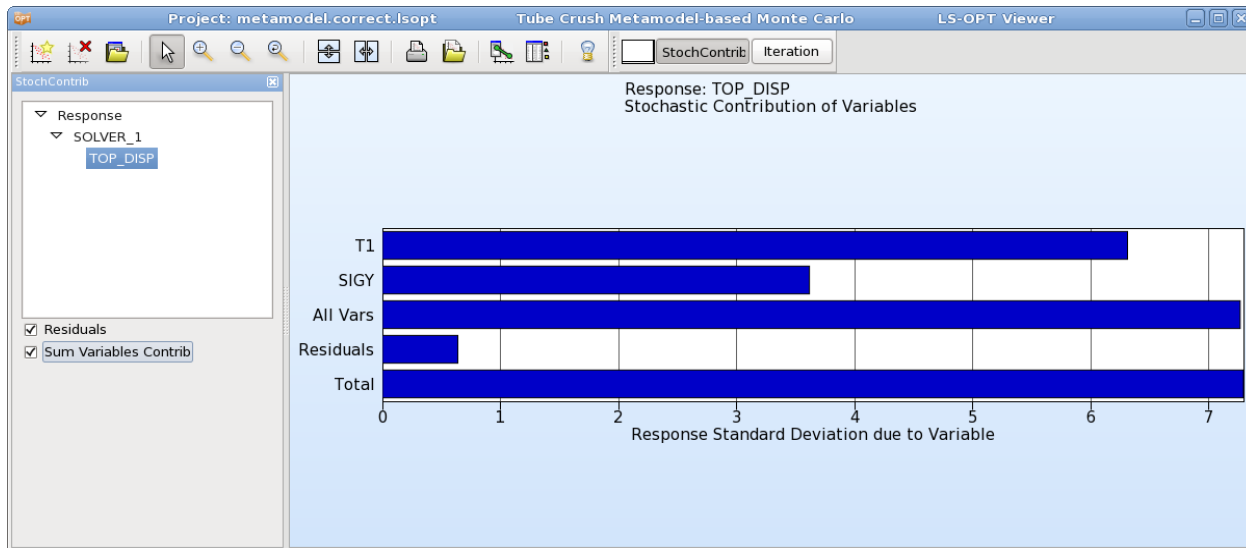 OPT Project: metamodel.correct.lsopt Tube Crush Metamodel-based Monte Carlo LS-OPT Viewer
StochContrib Iteration
StochContrib
Response
SOLVER_1
TOP_DISP
Residuals
Sum Variables Contrib
Response: TOP_DISP
Stochastic Contribution of Variables
T1
SIGY
All Vars
Residuals
Total
0 1 2 3 4 5 6 7
Response Standard Deviation due to Variable